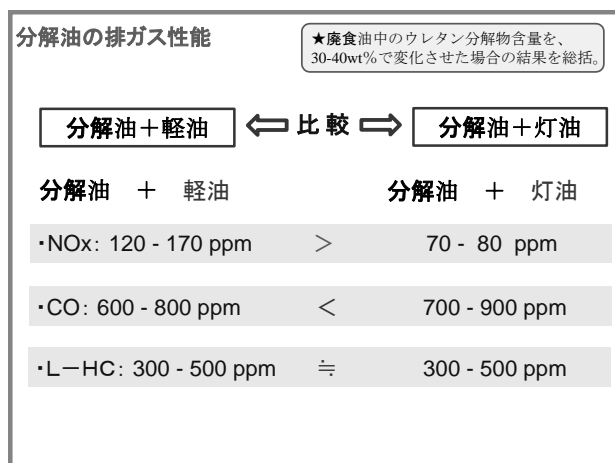 分解油の排ガス性能
★廃食油中のウレタン分解物含量を、
30-40wt%で変化させた場合の結果を総括。
分解油＋軽油 ⇦ 比 較 ⇨ 分解油＋灯油
分解油 ＋ 軽油 分解油 ＋ 灯油
・NOx: 120 - 170 ppm ＞ 70 - 80 ppm
・CO: 600 - 800 ppm ＜ 700 - 900 ppm
・L－HC: 300 - 500 ppm ≒ 300 - 500 ppm